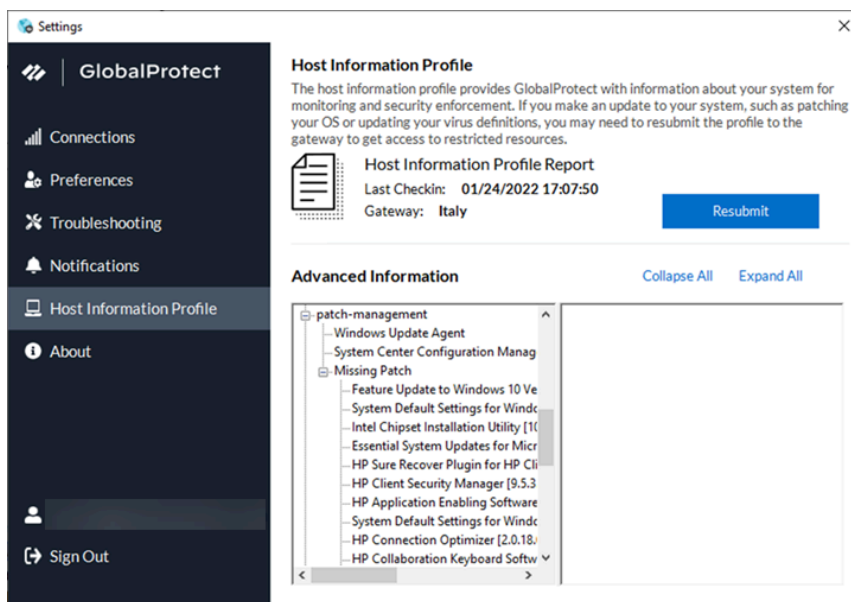 Settings
GlobalProtect
Connections
Preferences
Troubleshooting
Notifications
Host Information Profile
About
Sign Out
Host Information Profile
The host information profile provides GlobalProtect with information about your system for
monitoring and security enforcement. If you make an update to your system, such as patching
your OS or updating your virus definitions, you may need to resubmit the profile to the
gateway to get access to restricted resources.
Host Information Profile Report
Last Checkin: 01/24/2022 17:07:50
Gateway: Italy
Resubmit
Advanced Information
Collapse All Expand All
patch-management
Windows Update Agent
System Center Configuration Manag
Missing Patch
Feature Update to Windows 10 Ve
System Default Settings for Windo
Intel Chipset Installation Utility [10
Essential System Updates for Micr
HP Sure Recover Plugin for HP Cli
HP Client Security Manager [9.5.3
HP Application Enabling Software
System Default Settings for Windo
HP Connection Optimizer [2.0.18.
HP Collaboration Keyboard Softw